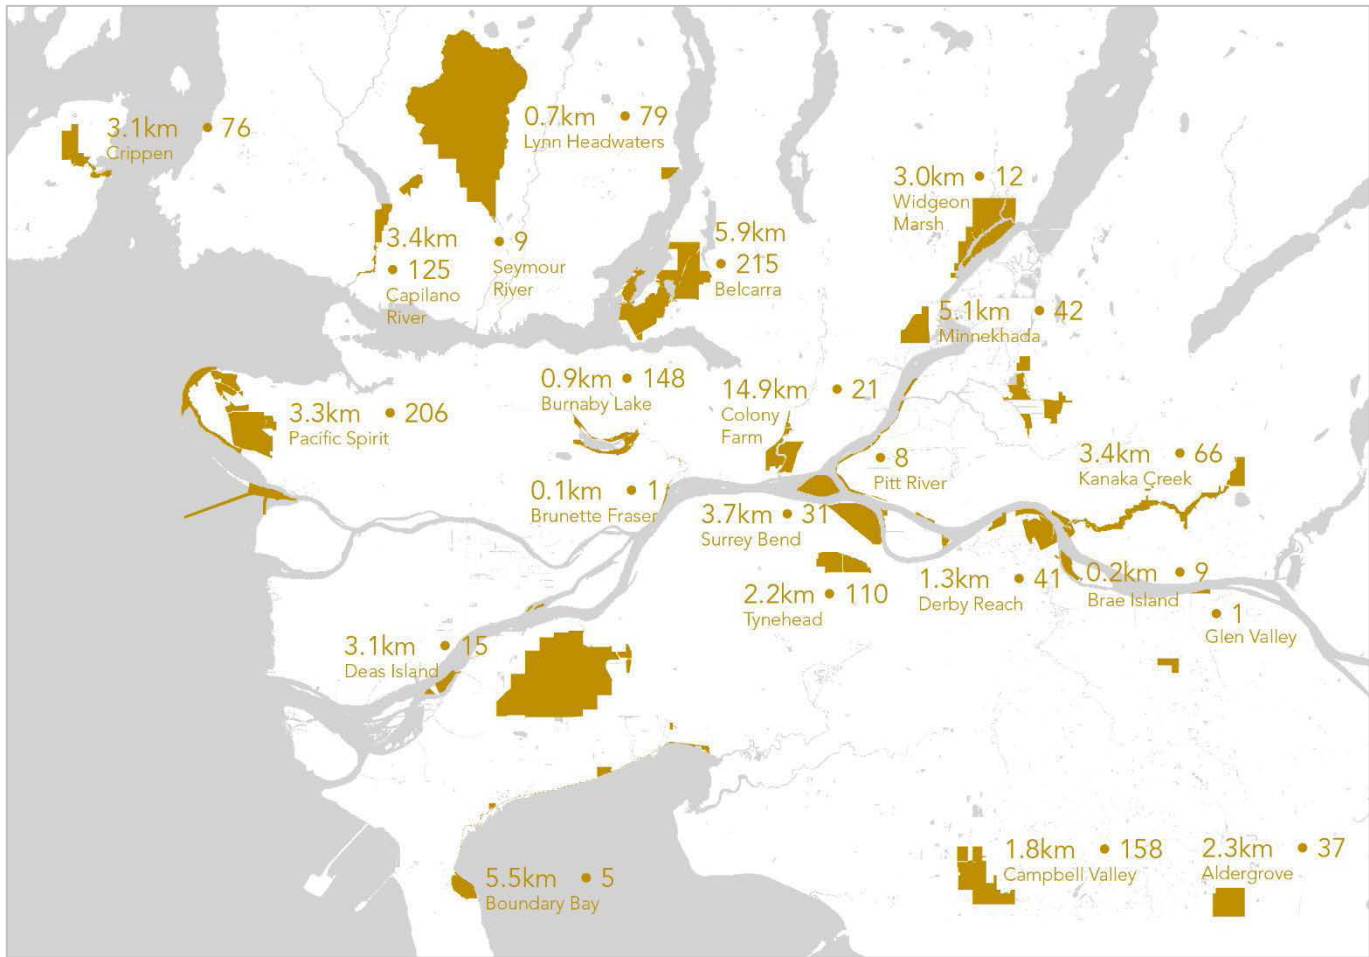 0.7km • 79
Lynn Headwaters
3.1km • 76
Crippen
3.0km • 12
Widgeon
Marsh
3.4km
• 125
Capilano
River
• 9
Seymour
River
5.9km
• 215
Belcarra
5.1km • 42
Minnekhada
0.9km • 148
Burnaby Lake
14.9km • 21
Colony
Farm
3.3km • 206
Pacific Spirit
• 8
Pitt River
3.4km • 66
Kanaka Creek
0.1km • 1
Brunette Fraser
3.7km • 31
Surrey Bend
2.2km • 110
Tynehead
1.3km • 41
Derby Reach
0.2km • 9
Brae Island
• 1
Glen Valley
3.1km • 15
Deas Island
1.8km • 158
Campbell Valley
2.3km • 37
Aldergrove
5.5km • 5
Boundary Bay